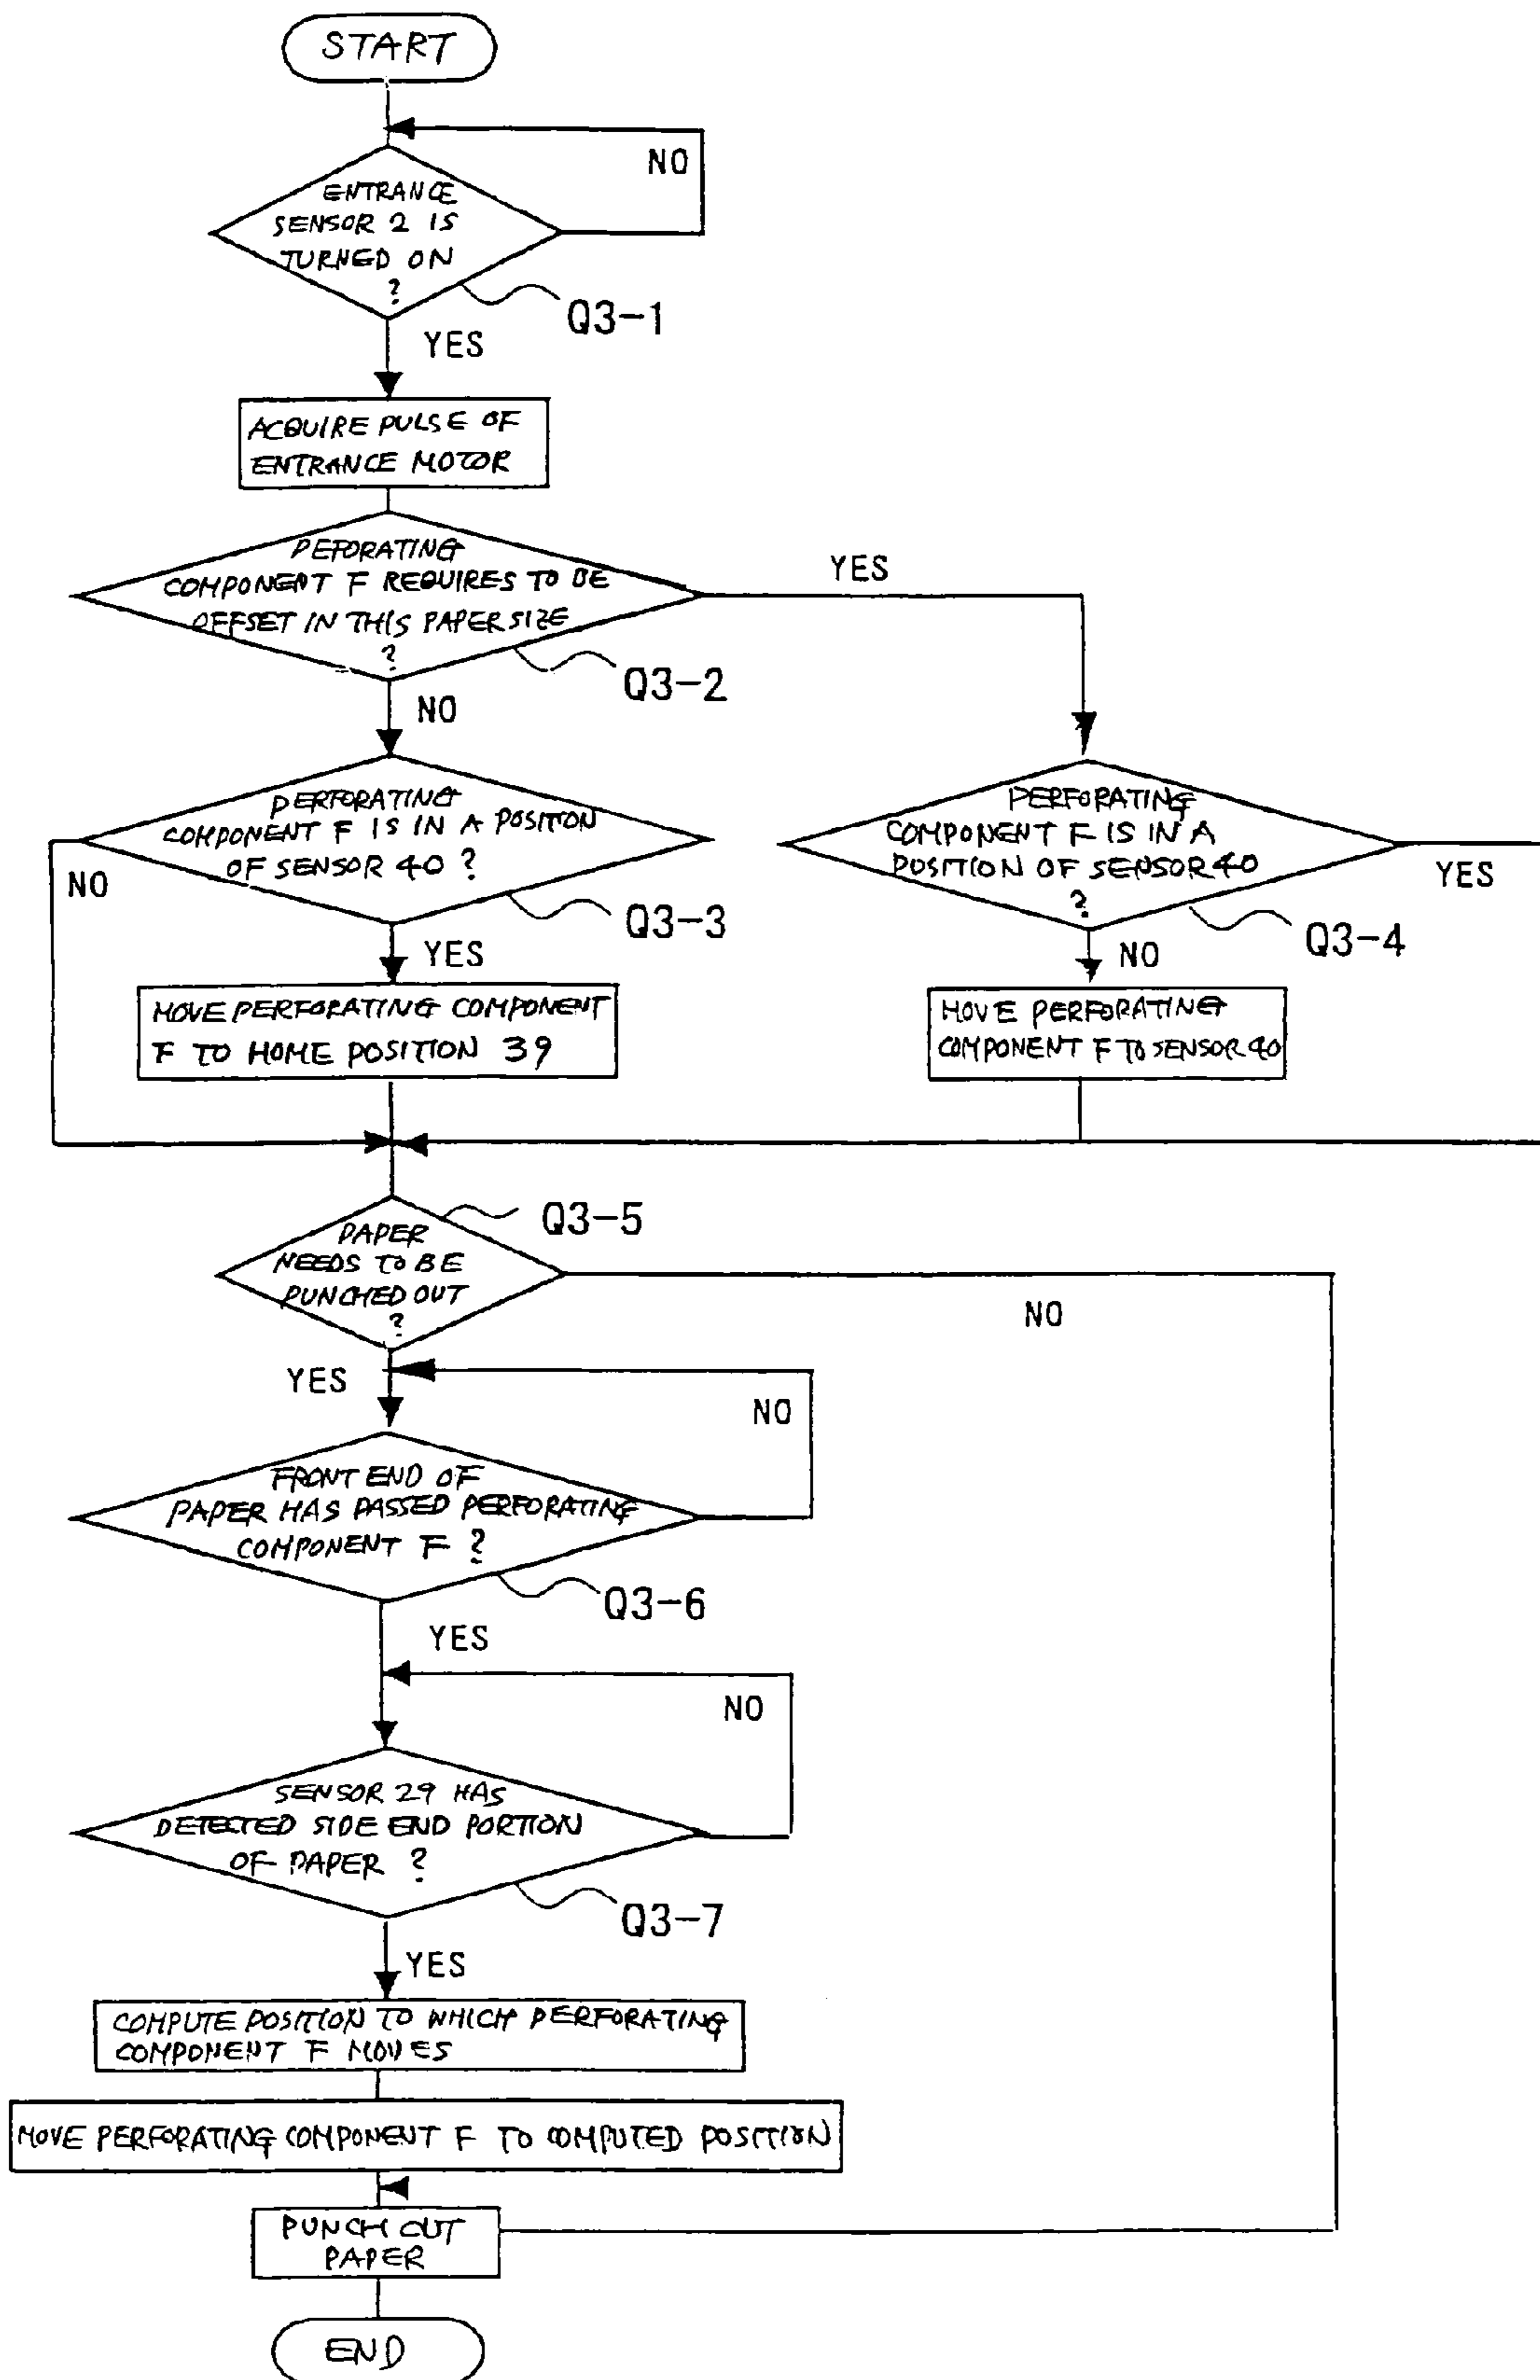 START
NO
ENTRANCE
SENSOR 2 IS
TURNED ON
?
Q3-1
YES
ACQUIRE PULSE OF
ENTRANCE MOTOR
PEFORATING
COMPONENT F REQUIRES TO BE
OFFSET IN THIS PAPER SIZE
?
YES
Q3-2
NO
PERFORATING
COMPONENT F IS IN A POSITION
OF SENSOR 40 ?
NO
Q3-3
YES
PERFORATING
COMPONENT F IS IN A
POSITION OF SENSOR 40
?
YES
Q3-4
NO
MOVE PERFORATING COMPONENT
F TO HOME POSITION 39
MOVE PERFORATING
COMPONENT F TO SENSOR 40
Q3-5
PAPER
NEEDS TO BE
PUNCHED OUT
?
NO
YES
NO
FRONT END OF
PAPER HAS PASSED PERFORATING
COMPONENT F ?
Q3-6
YES
NO
SENSOR 29 HAS
DETECTED SIDE END PORTION
OF PAPER ?
Q3-7
YES
COMPUTE POSITION TO WHICH PERFORATING
COMPONENT F MOVES
MOVE PERFORATING COMPONENT F TO COMPUTED POSITION
PUNCH OUT
PAPER
END